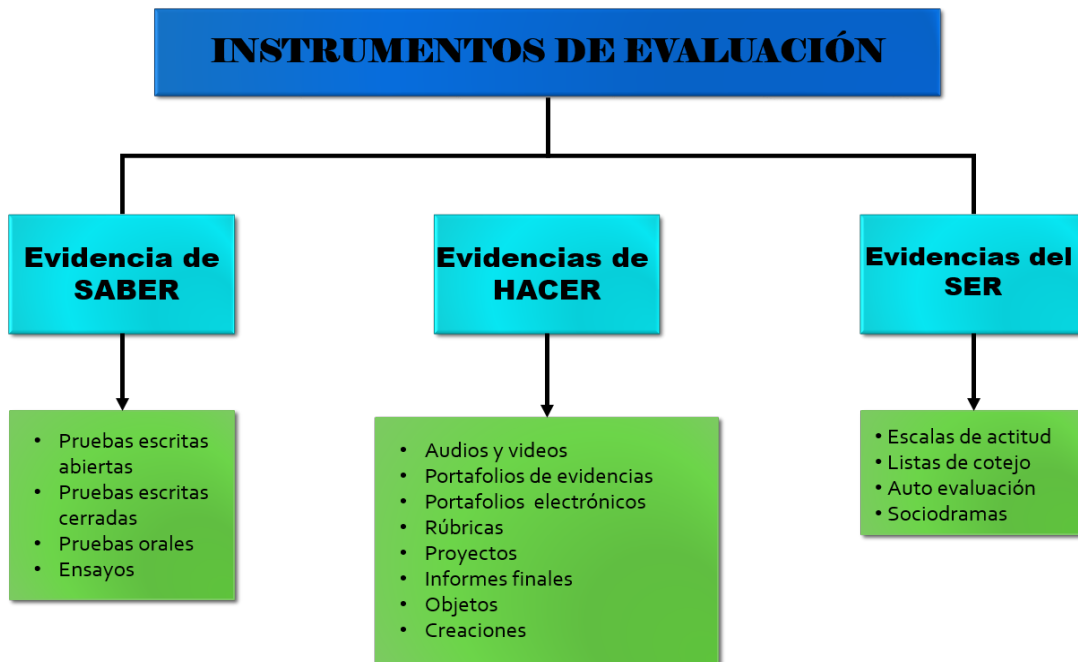 INSTRUMENTOS DE EVALUACIÓN
Evidencia de
SABER
• Pruebas escritas
abiertas
• Pruebas escritas
cerradas
• Pruebas orales
• Ensayos
Evidencias de
HACER
• Audios y videos
• Portafolios de evidencias
• Portafolios electrónicos
• Rúbricas
• Proyectos
• Informes finales
• Objetos
• Creaciones
Evidencias del
SER
• Escalas de actitud
• Listas de cotejo
• Auto evaluación
• Sociodramas